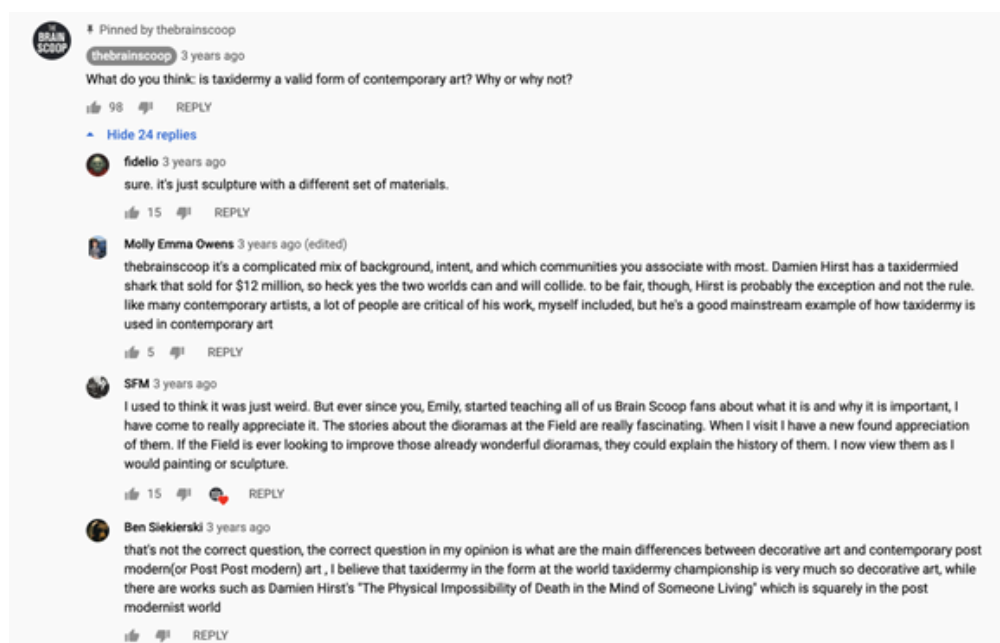 THE
BRAIN
SCOOP
Pinned by thebrainscoop
thebrainscoop 3 years ago
What do you think: is taxidermy a valid form of contemporary art? Why or why not?
98 REPLY
Hide 24 replies
fidelio 3 years ago
sure. it's just sculpture with a different set of materials.
15 REPLY
Molly Emma Owens 3 years ago (edited)
thebrainscoop it's a complicated mix of background, intent, and which communities you associate with most. Damien Hirst has a taxidermied
shark that sold for $12 million, so heck yes the two worlds can and will collide. to be fair, though, Hirst is probably the exception and not the rule.
like many contemporary artists, a lot of people are critical of his work, myself included, but he's a good mainstream example of how taxidermy is
used in contemporary art
5 REPLY
SFM 3 years ago
I used to think it was just weird. But ever since you, Emily, started teaching all of us Brain Scoop fans about what it is and why it is important, I
have come to really appreciate it. The stories about the dioramas at the Field are really fascinating. When I visit I have a new found appreciation
of them. If the Field is ever looking to improve those already wonderful dioramas, they could explain the history of them. I now view them as I
would painting or sculpture.
15 REPLY
Ben Siekierski 3 years ago
that's not the correct question, the correct question in my opinion is what are the main differences between decorative art and contemporary post
modern(or Post Post modern) art , I believe that taxidermy in the form at the world taxidermy championship is very much so decorative art, while
there are works such as Damien Hirst's "The Physical Impossibility of Death in the Mind of Someone Living" which is squarely in the post
modernist world
REPLY